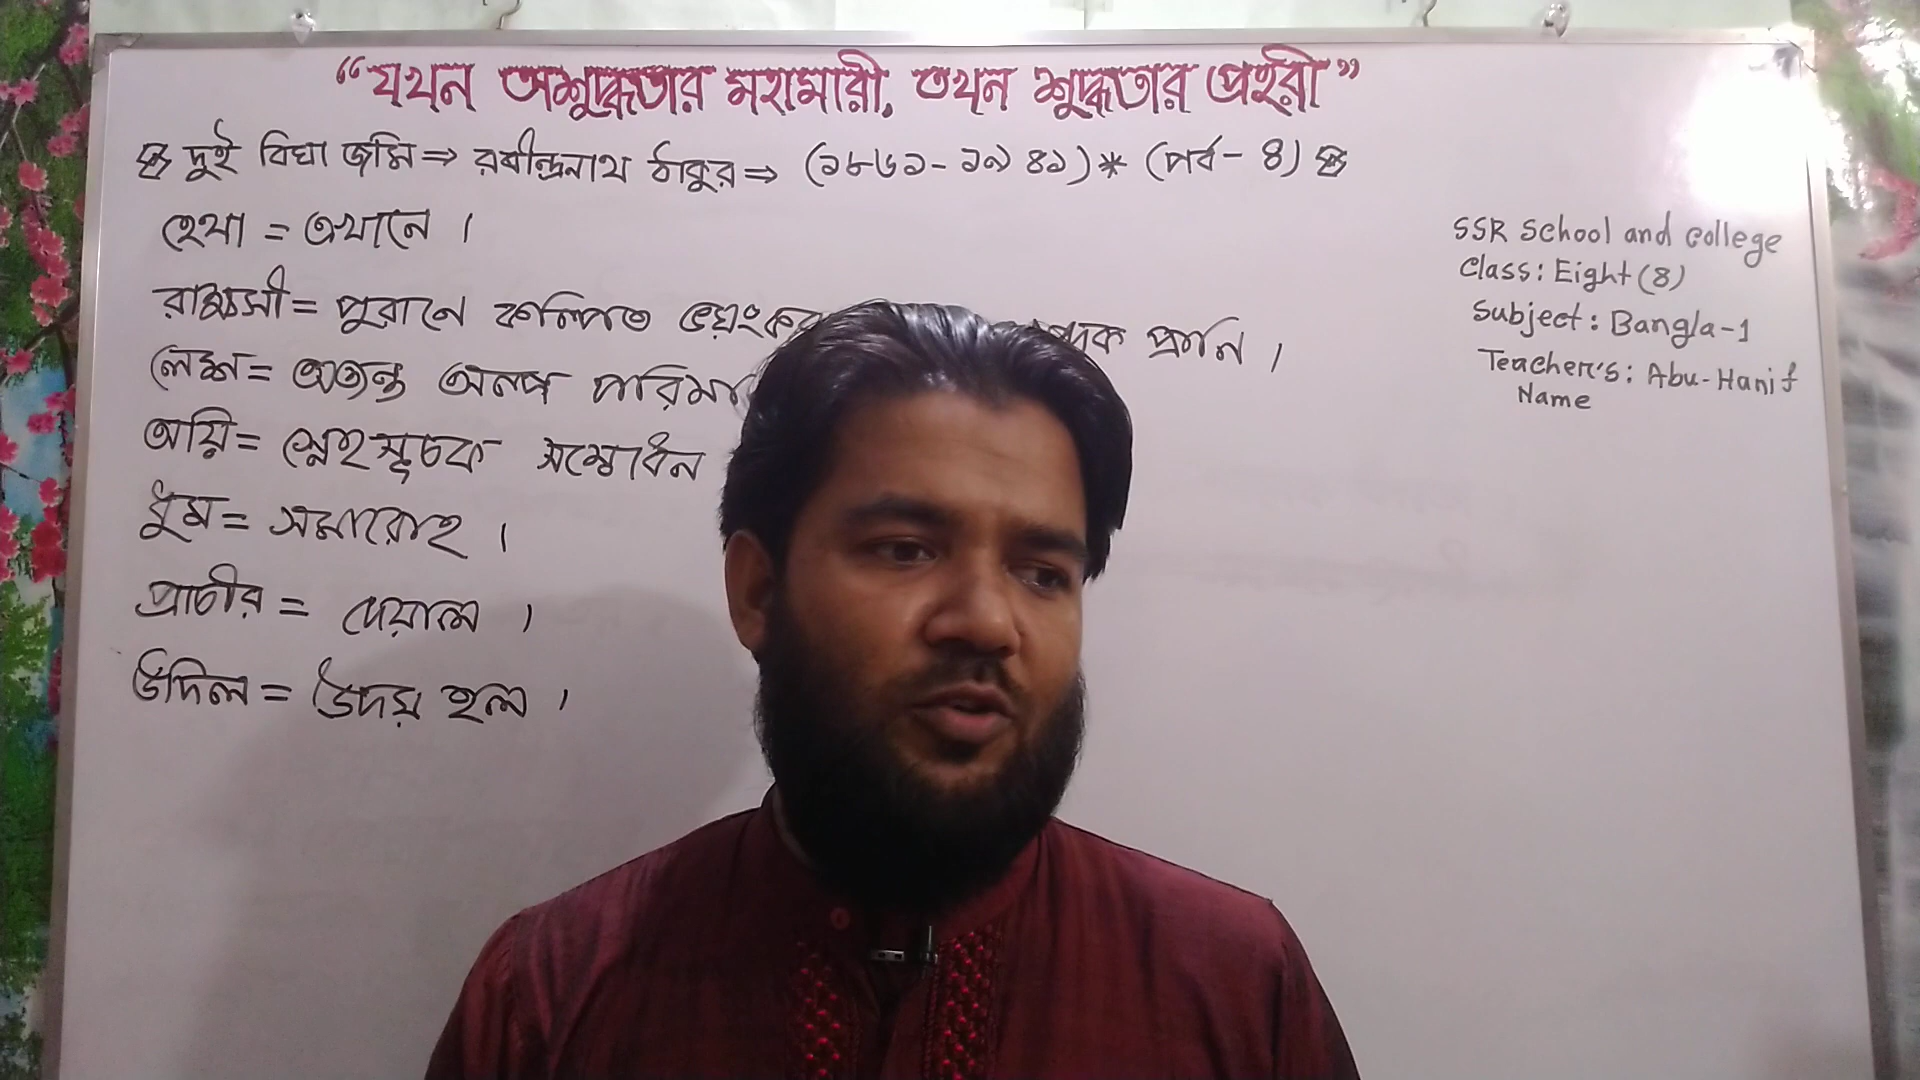 “যখন অশুদ্ধতার মহামারী, তখন শুদ্ধতার প্রহরী”
দুই বিঘা জমি ⇒ রবীন্দ্রনাথ ঠাকুর ⇒ (১৮৬১-১৯৪১) * (পর্ব-৪)
হেথা = এখানে।
রাক্ষসী = পুরানে কল্পিত ভয়ংকর প্রানি।
লেশ = অত্যন্ত অলপ
অয়ি = স্নেহসূচক সম্বোধন
ধুম = সমারোহ।
প্রাচীর = দেয়াল।
উদিল = উদয় হল।
SSR School and College
Class: Eight (8)
Subject: Bangla-1
Teacher's: Abu-Hanif
Name